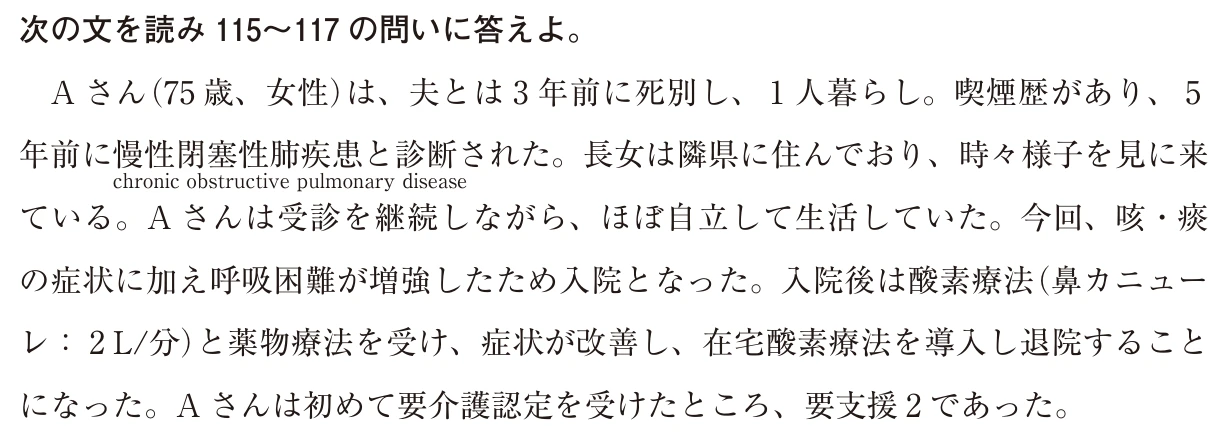 次の文を読み 115～117 の問いに答えよ。
A さん(75 歳、女性)は、夫とは 3 年前に死別し、1 人暮らし。喫煙歴があり、5
年前に慢性閉塞性肺疾患と診断された。長女は隣県に住んでおり、時々様子を見に来
chronic obstructive pulmonary disease
ている。A さんは受診を継続しながら、ほぼ自立して生活していた。今回、咳・痰
の症状に加え呼吸困難が増強したため入院となった。入院後は酸素療法(鼻カニュー
レ：2 L/分)と薬物療法を受け、症状が改善し、在宅酸素療法を導入し退院すること
になった。A さんは初めて要介護認定を受けたところ、要支援 2 であった。